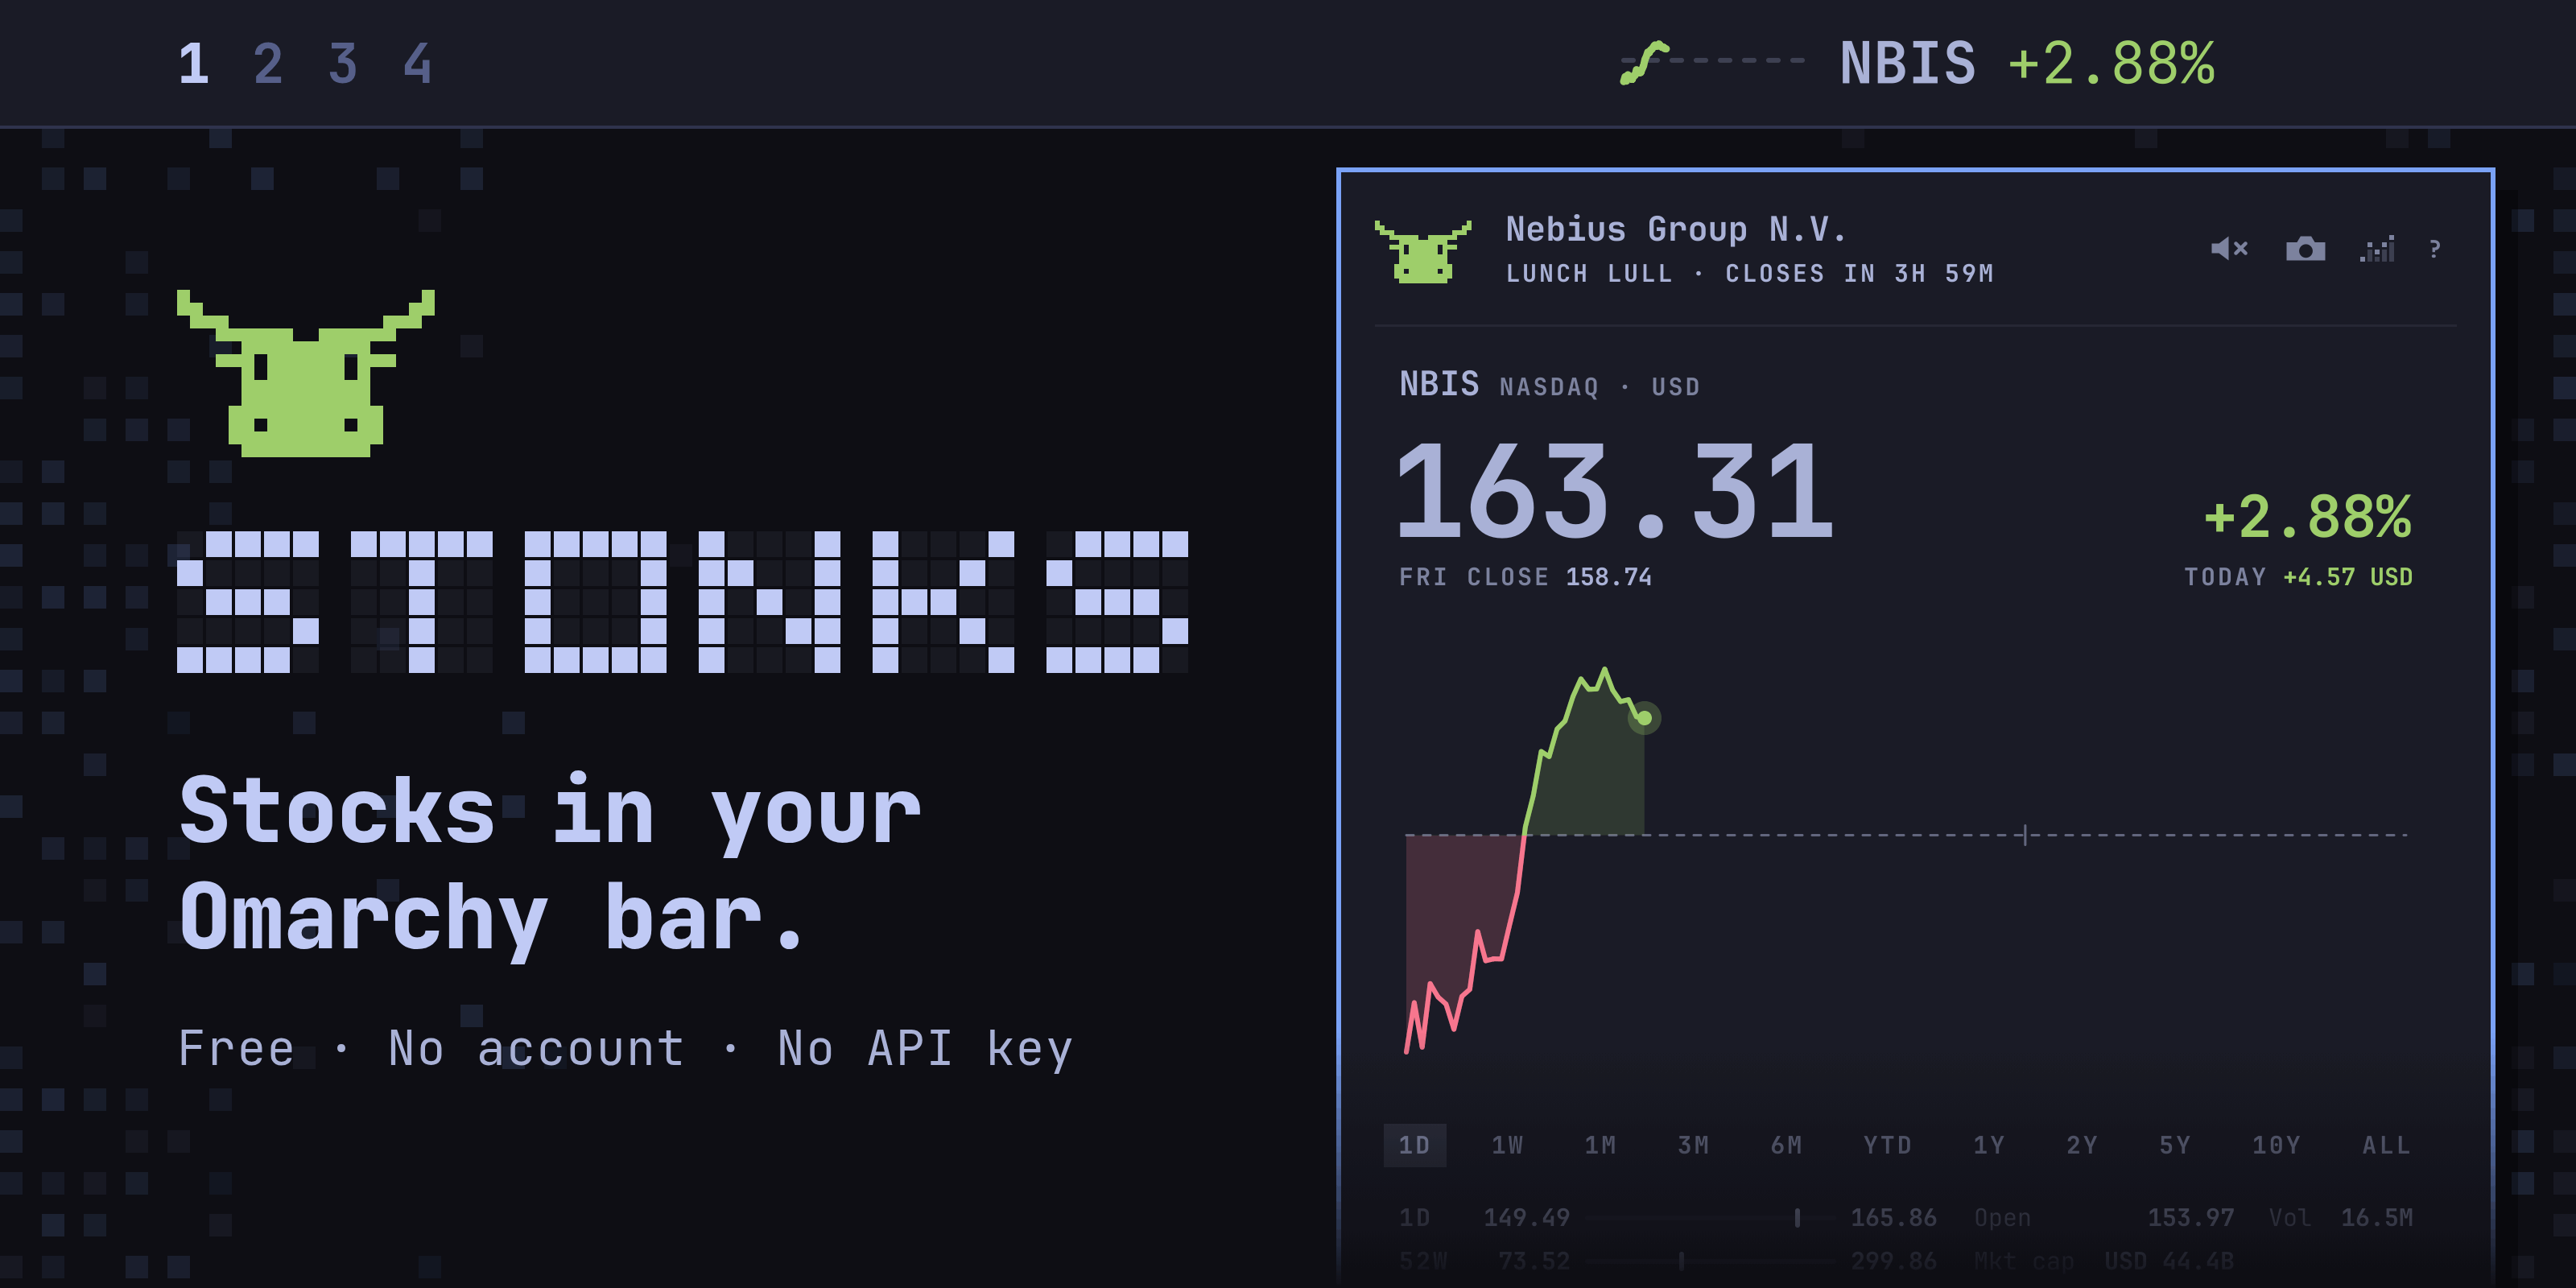 1 2 3 4
NBIS +2.88%
STONKS
Stocks in your
Omarchy bar.
Free · No account · No API key
Nebius Group N.V.
LUNCH LULL · CLOSES IN 3H 59M
?
NBIS NASDAQ · USD
163.31
+2.88%
FRI CLOSE 158.74
TODAY +4.57 USD
1D 1W 1M 3M 6M YTD 1Y 2Y 5Y 10Y ALL
1D 149.49 165.86 Open 153.97 Vol 16.5M
52W 73.52 299.86 Mkt cap USD 44.4B